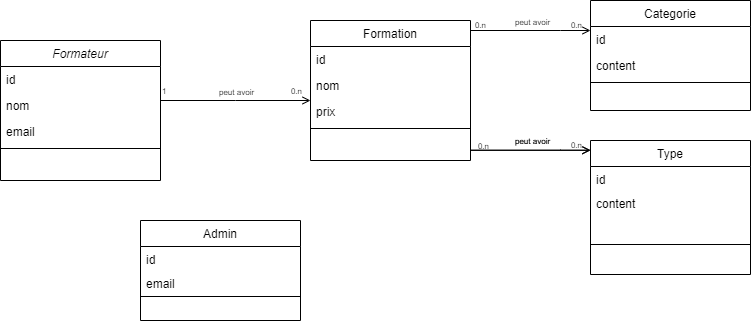 Formateur
id
nom
email
1
peut avoir
0.n
Formation
id
nom
prix
0.n
peut avoir
0.n
Categorie
id
content
0.n
peut avoir
0.n
Type
id
content
Admin
id
email